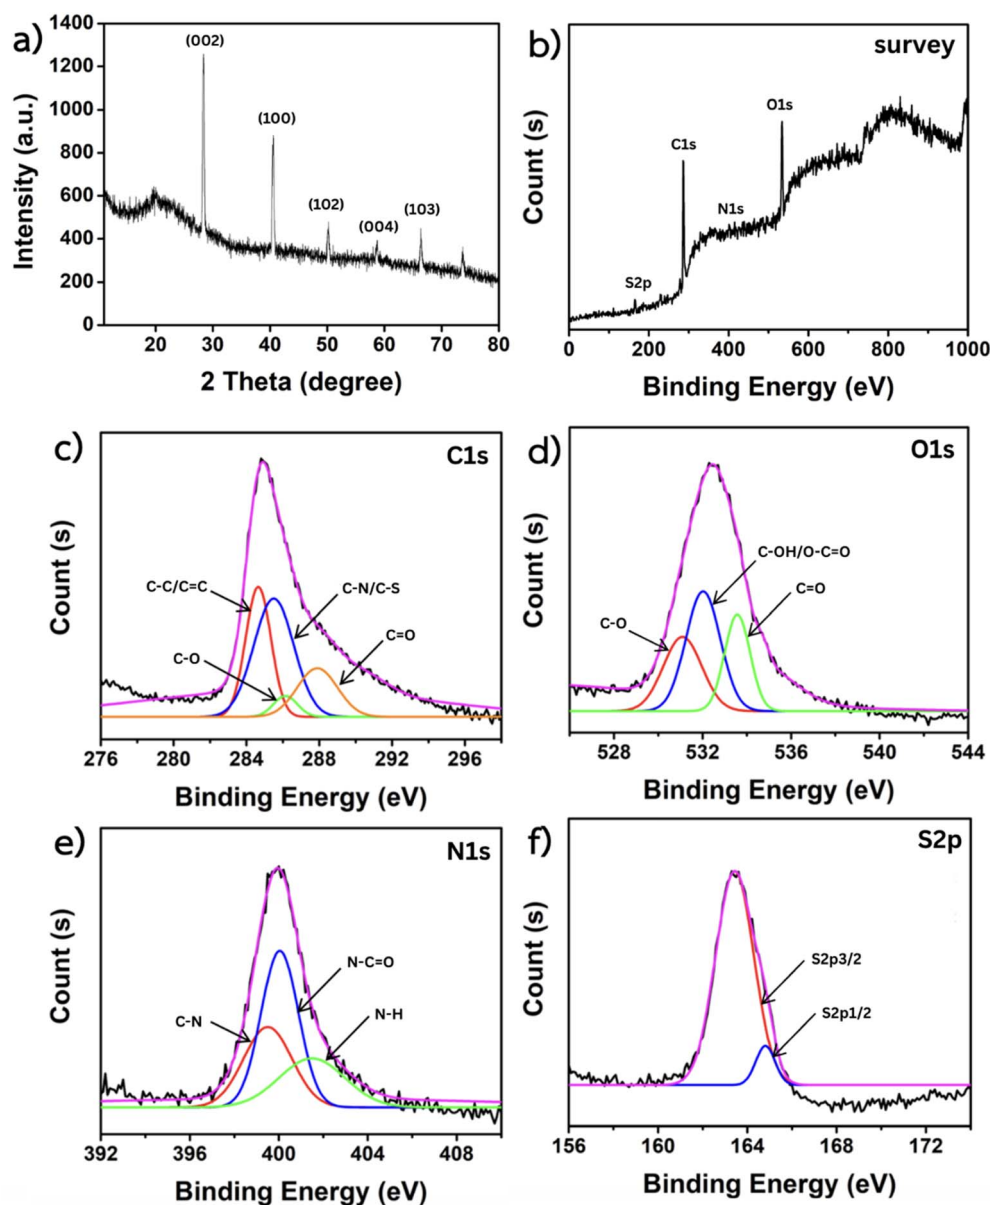 a)
1400
1200
1000
800
600
400
200
0
Intensity (a.u.)
(002)
(100)
(102)
(004)
(103)
20 30 40 50 60 70 80
2 Theta (degree)
b)
survey
Count (s)
S2p
C1s
N1s
O1s
0 200 400 600 800 1000
Binding Energy (eV)
c)
C1s
Count (s)
C-C/C=C
C-N/C-S
C-O
C=O
276 280 284 288 292 296
Binding Energy (eV)
d)
O1s
Count (s)
C-OH/O-C=O
C=O
C-O
528 532 536 540 544
Binding Energy (eV)
e)
N1s
Count (s)
N-C=O
C-N
N-H
392 396 400 404 408
Binding Energy (eV)
f)
S2p
Count (s)
S2p3/2
S2p1/2
156 160 164 168 172
Binding Energy (eV)